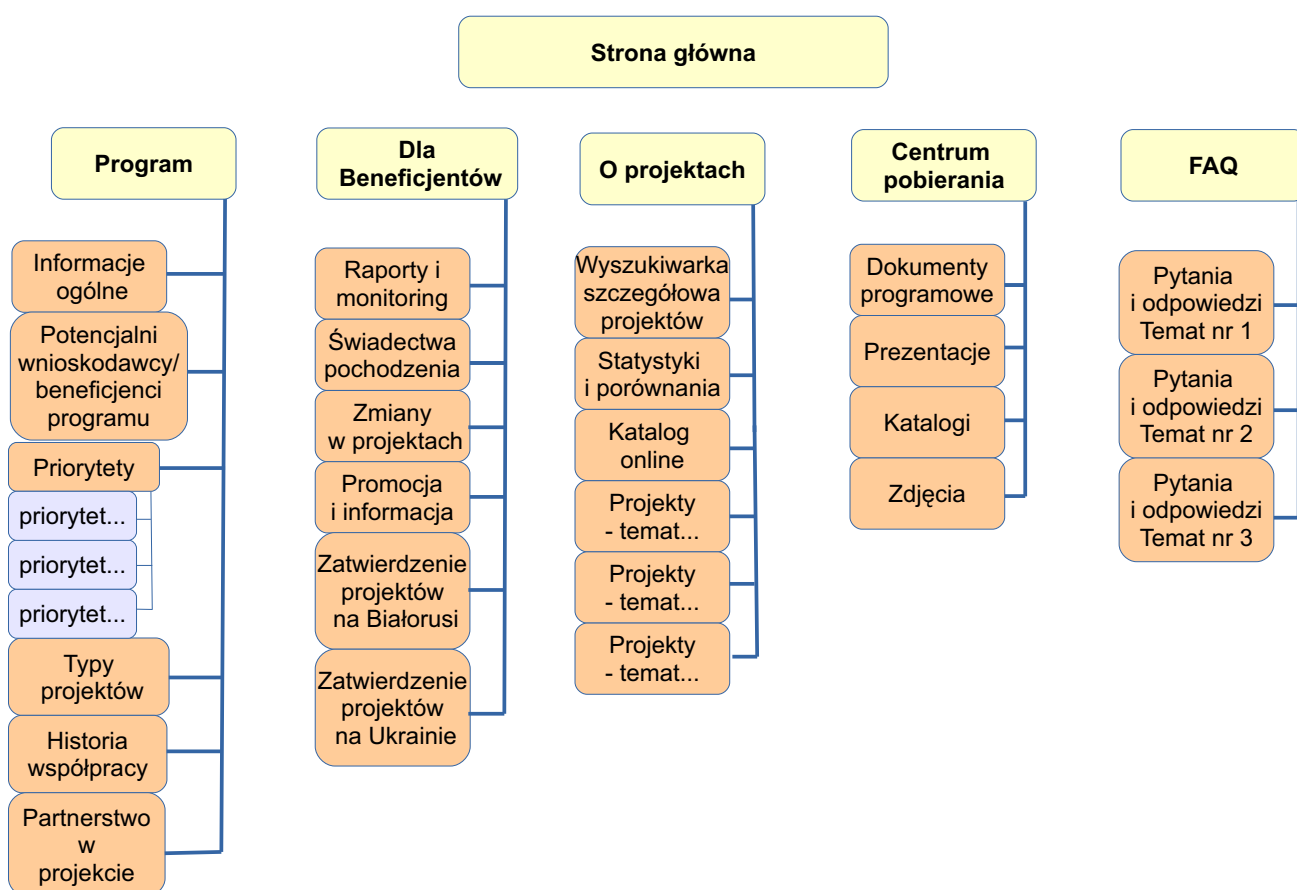 Strona główna
Program
Informacje
ogólne
Potencjalni
wnioskodawcy/
beneficjenci
programu
Priorytety
priorytet...
priorytet...
priorytet...
Typy
projektów
Historia
współpracy
Partnerstwo
w
projekcie
Dla
Beneficjentów
Raporty i
monitoring
Świadectwa
pochodzenia
Zmiany
w projektach
Promocja
i informacja
Zatwierdzenie
projektów
na Białorusi
Zatwierdzenie
projektów
na Ukrainie
O projektach
Wyszukiwarka
szczegółowa
projektów
Statystyki
i porównania
Katalog
online
Projekty
- temat...
Projekty
- temat...
Projekty
- temat...
Centrum
pobierania
Dokumenty
programowe
Prezentacje
Katalogi
Zdjęcia
FAQ
Pytania
i odpowiedzi
Temat nr 1
Pytania
i odpowiedzi
Temat nr 2
Pytania
i odpowiedzi
Temat nr 3